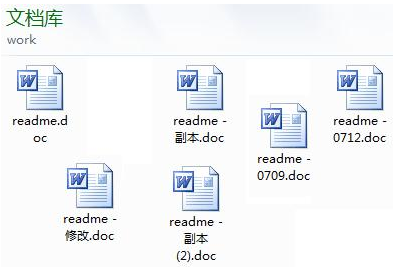 文档库
work
readme.d
oc
readme -
副本.doc
readme -
0709.doc
readme -
0712.doc
readme -
修改.doc
readme -
副本
(2).doc